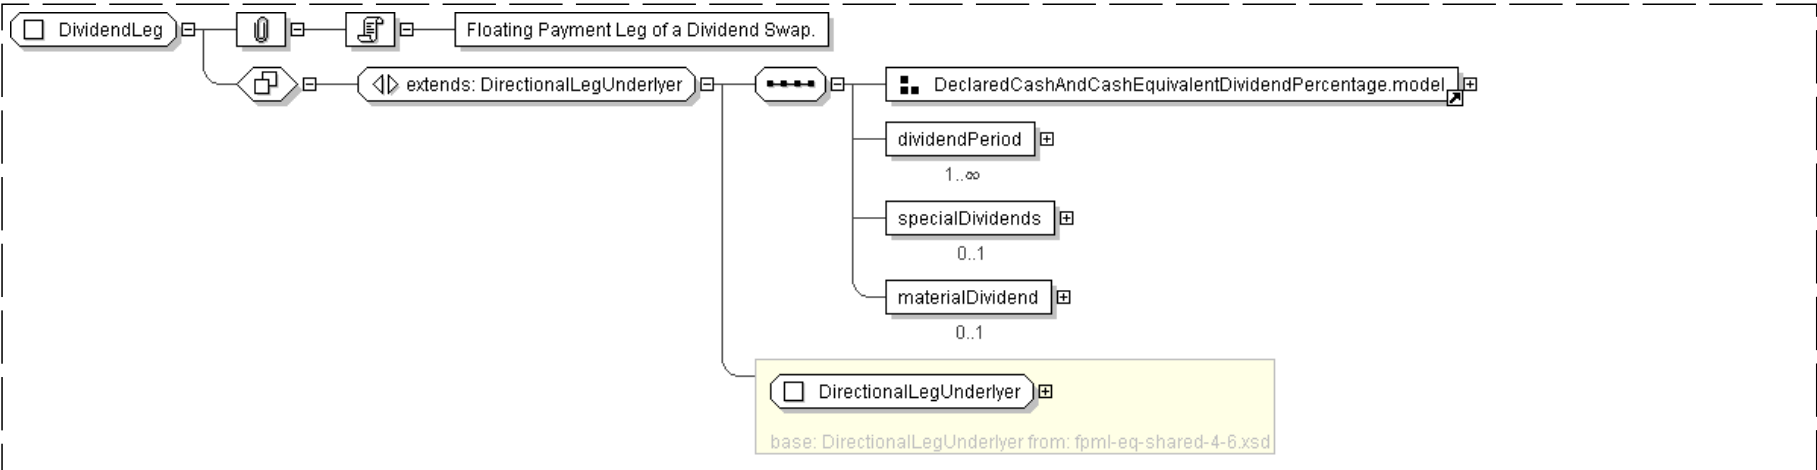 DividendLeg
Floating Payment Leg of a Dividend Swap.
extends: DirectionalLegUnderlyer
DeclaredCashAndCashEquivalentDividendPercentage.model
dividendPeriod
1..∞
specialDividends
0..1
materialDividend
0..1
DirectionalLegUnderlyer
base: DirectionalLegUnderlyer from: fpml-eq-shared-4-6.xsd